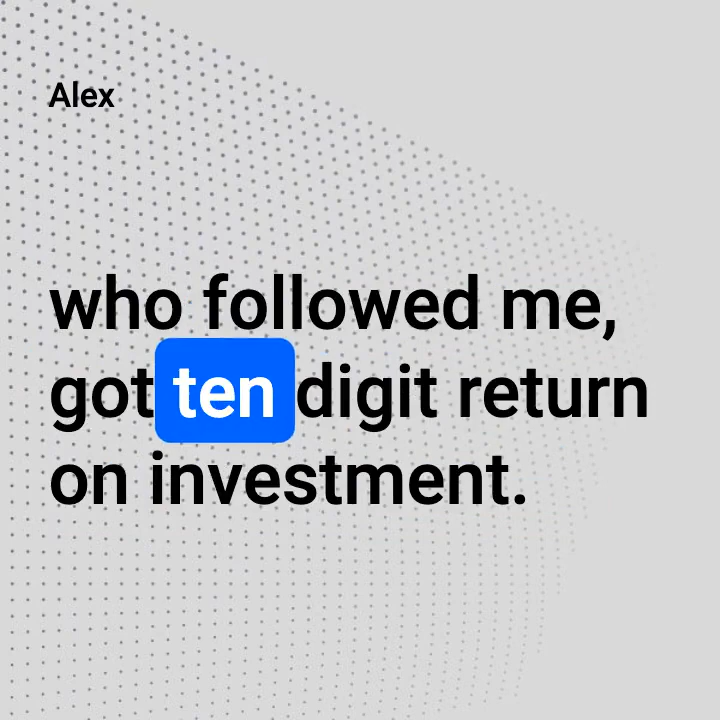 Alex
who followed me,
got ten digit return
on investment.